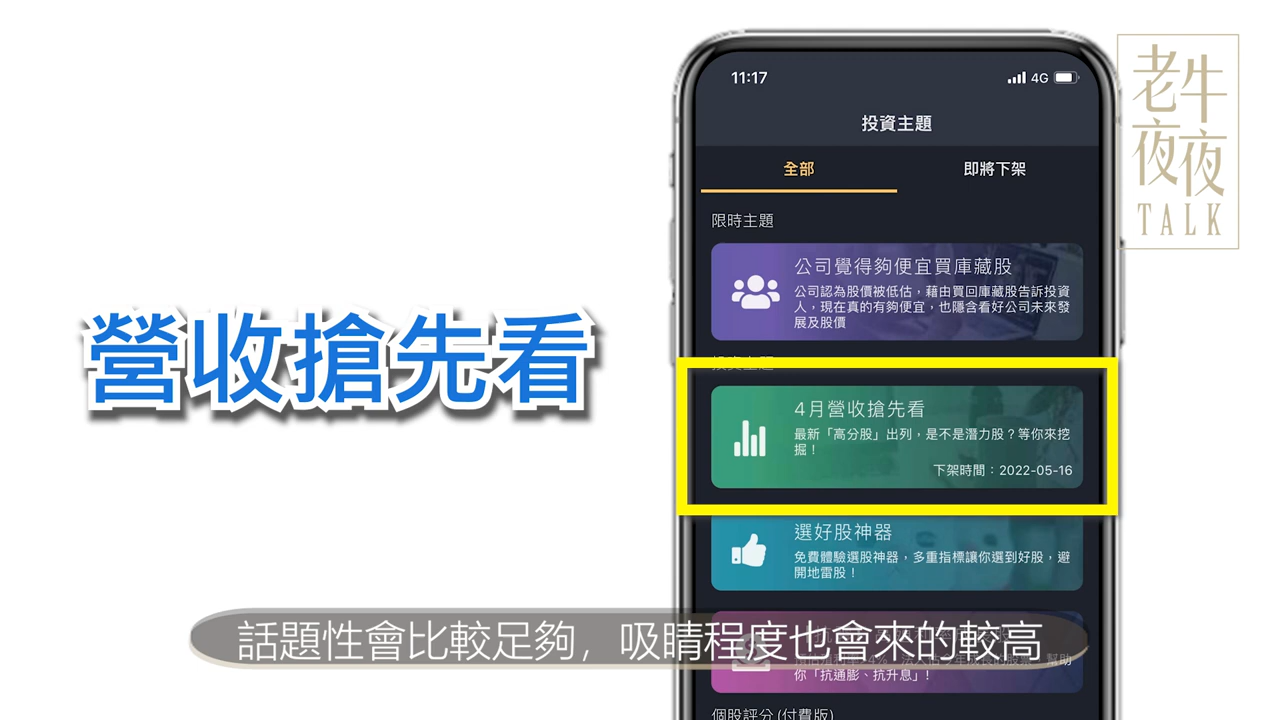 11:17
4G
投資主題
全部
即將下架
限時主題
公司覺得夠便宜買庫藏股
公司認為股價被低估，藉由買回庫藏股告訴投資
人，現在真的有夠便宜，也隱含看好公司未來發
展及股價
投資主題
4月營收搶先看
最新「高分股」出列，是不是潛力股？等你來挖
掘！
下架時間：2022-05-16
選好股神器
免費體驗選股神器，多重指標讓你選到好股，避
開地雷股！
你「抗通膨、抗升息」!
個股評分(付費版)
營收搶先看
話題性會比較足夠，吸睛程度也會來的較高
老牛
夜夜
TALK